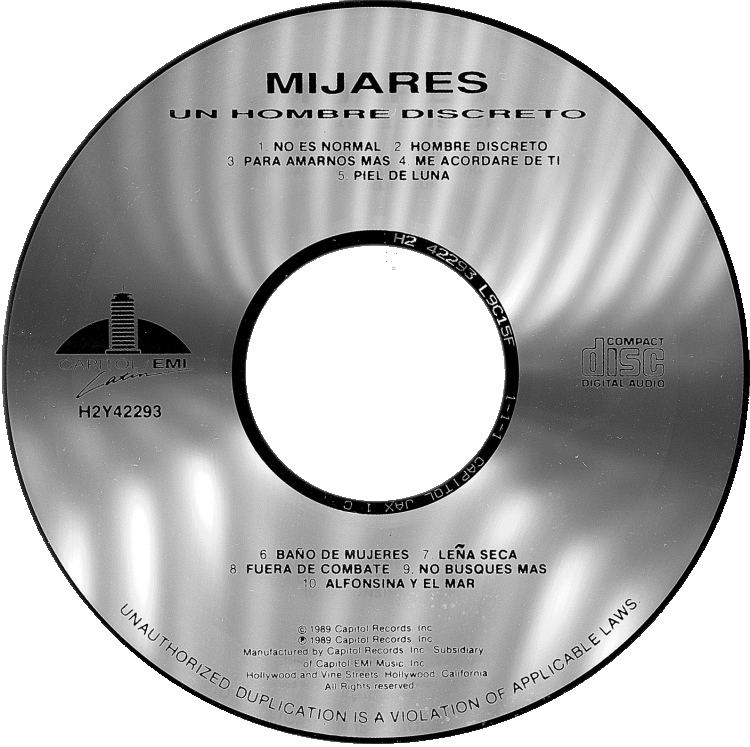 MIJARES
UN HOMBRE DISCRETO
1. NO ES NORMAL 2. HOMBRE DISCRETO
3. PARA AMARNOS MAS 4. ME ACORDARE DE TI
5. PIEL DE LUNA
H2 42293 L9C15F
1-1-1 CAPITOL JAX 1 C
CAPITOL EMI
Latin
H2Y42293
COMPACT
disc
DIGITAL AUDIO
6. BAÑO DE MUJERES 7. LEÑA SECA
8. FUERA DE COMBATE 9. NO BUSQUES MAS
10. ALFONSINA Y EL MAR
© 1989 Capitol Records, Inc.
℗ 1989 Capitol Records, Inc.
Manufactured by Capitol Records, Inc. Subsidiary
of Capitol-EMI Music, Inc.
Hollywood and Vine Streets, Hollywood, California.
All Rights reserved.
UNAUTHORIZED DUPLICATION IS A VIOLATION OF APPLICABLE LAWS.